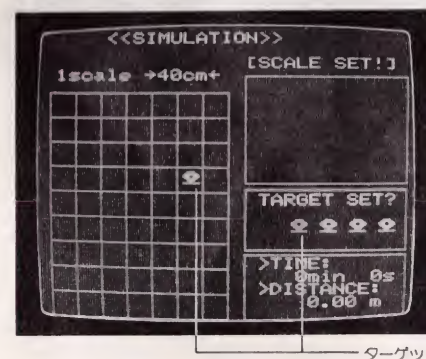 <<SIMULATION>>
[SCALE SET!]
1scale →40cm←
TARGET SET?
>TIME:
0min 0s
>DISTANCE:
0.00 m
ターゲッ